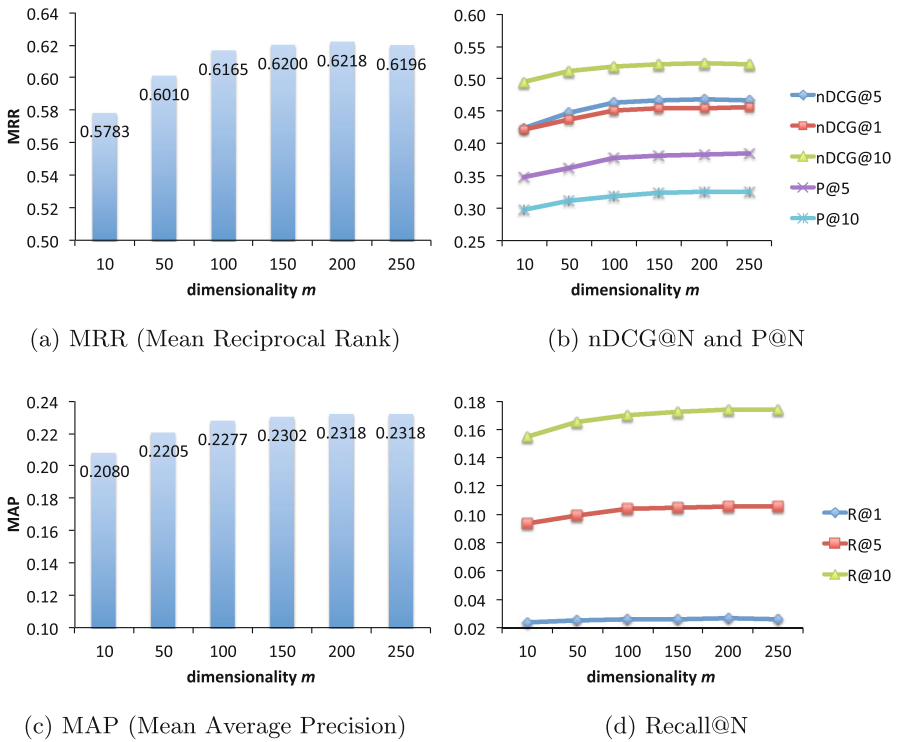 0.64
0.62
0.60
0.58
0.56
0.54
0.52
0.50
MRR
0.5783
0.6010
0.6165
0.6200
0.6218
0.6196
10 50 100 150 200 250
dimensionality m
(a) MRR (Mean Reciprocal Rank)
0.60
0.55
0.50
0.45
0.40
0.35
0.30
0.25
10 50 100 150 200 250
dimensionality m
nDCG@5
nDCG@1
nDCG@10
P@5
P@10
(b) nDCG@N and P@N
0.24
0.22
0.20
0.18
0.16
0.14
0.12
0.10
MAP
0.2080
0.2205
0.2277
0.2302
0.2318
0.2318
10 50 100 150 200 250
dimensionality m
(c) MAP (Mean Average Precision)
0.18
0.16
0.14
0.12
0.10
0.08
0.06
0.04
0.02
10 50 100 150 200 250
dimensionality m
R@1
R@5
R@10
(d) Recall@N